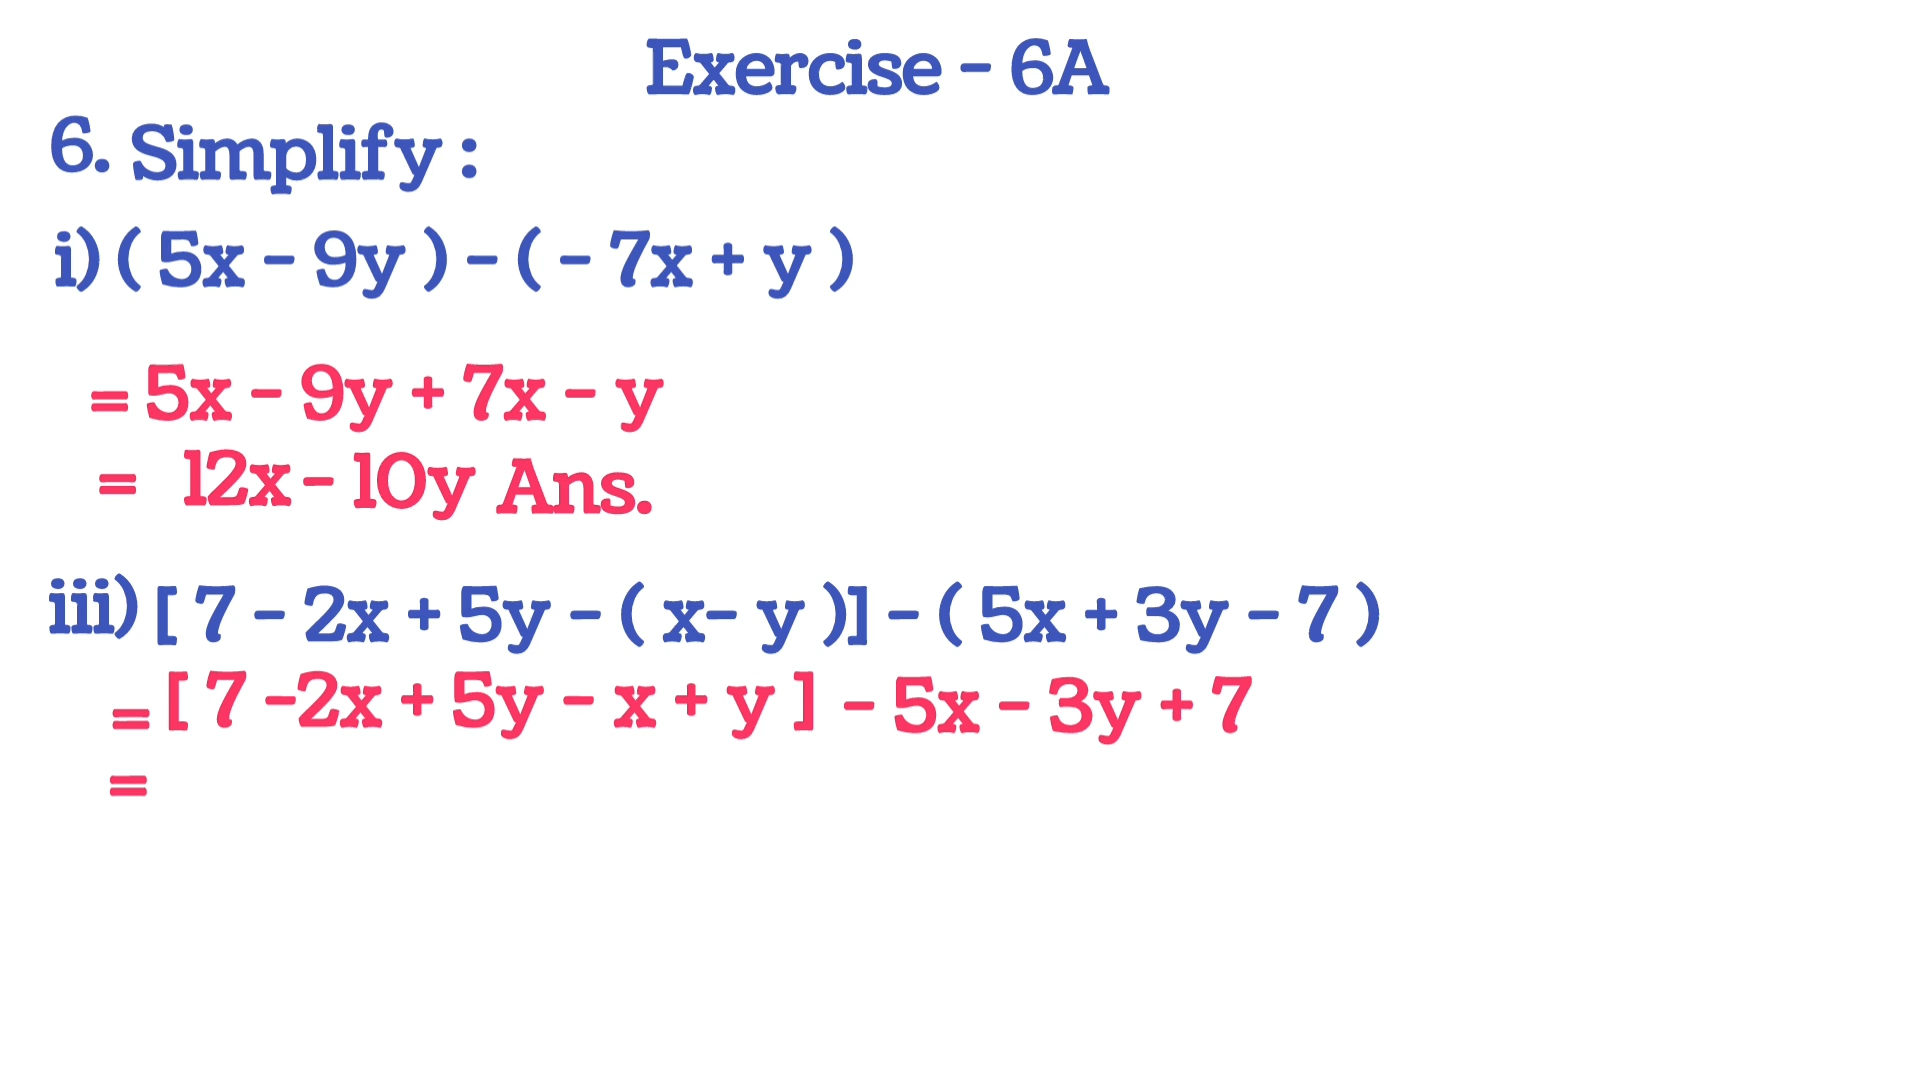 Exercise - 6A
6. Simplify :
i) ( 5x - 9y ) - ( - 7x + y )
= 5x - 9y + 7x - y
= 12x - 10y Ans.
iii) [ 7 - 2x + 5y - ( x- y )] - ( 5x + 3y - 7 )
= [ 7 -2x + 5y - x + y ] - 5x - 3y + 7
=